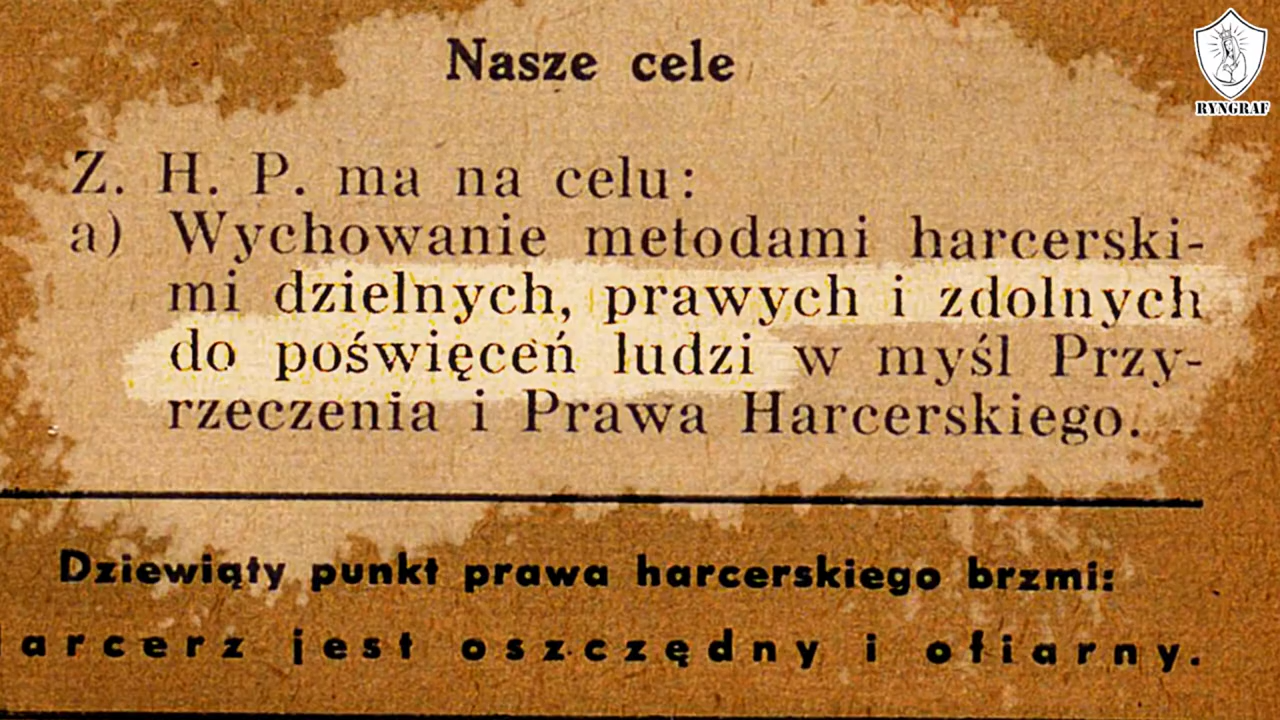 Nasze cele
RYNGRAF
Z. H. P. ma na celu:
a) Wychowanie metodami harcerski-
mi dzielnych, prawych i zdolnych
do poświęceń ludzi w myśl Przy-
rzeczenia i Prawa Harcerskiego.
Dziewiąty punkt prawa harcerskiego brzmi:
arcerz jest oszczędny i ofiarny.